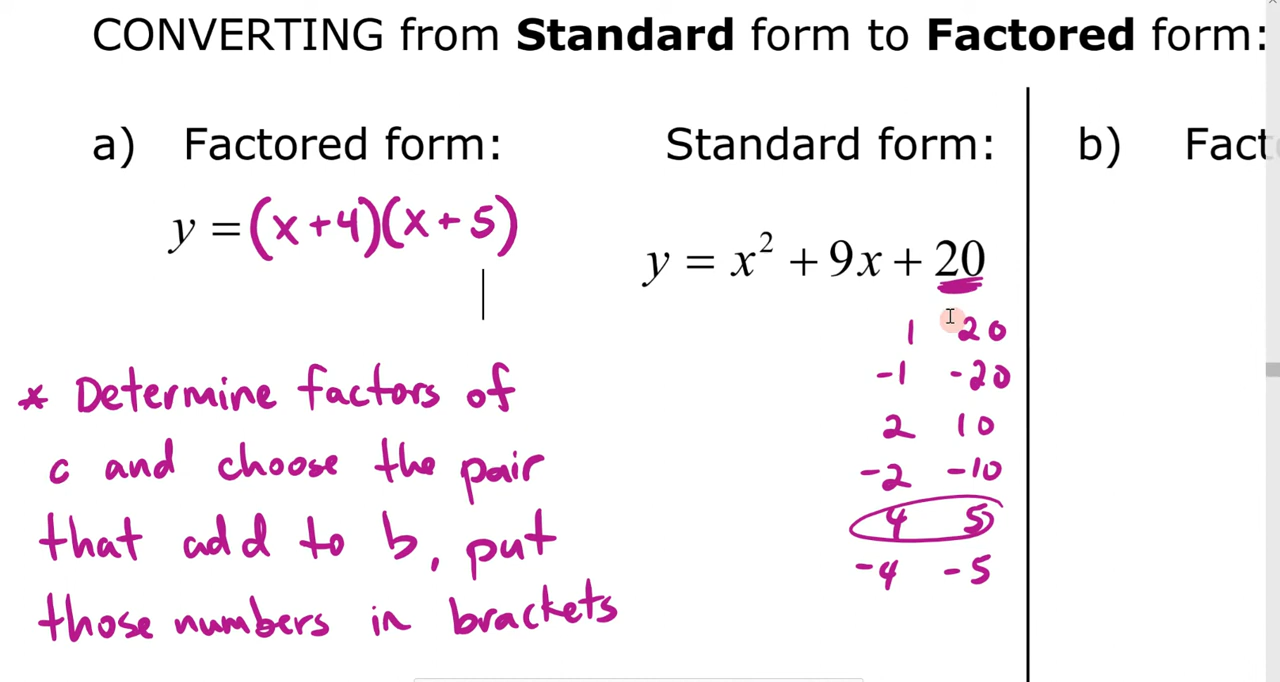 CONVERTING from Standard form to Factored form:
a) Factored form: Standard form: b) Fact
y = (x+4)(x+5)
y = x² + 9x + 20
1 20
-1 -20
2 10
-2 -10
4 5
-4 -5
* Determine factors of
c and choose the pair
that add to b, put
those numbers in brackets